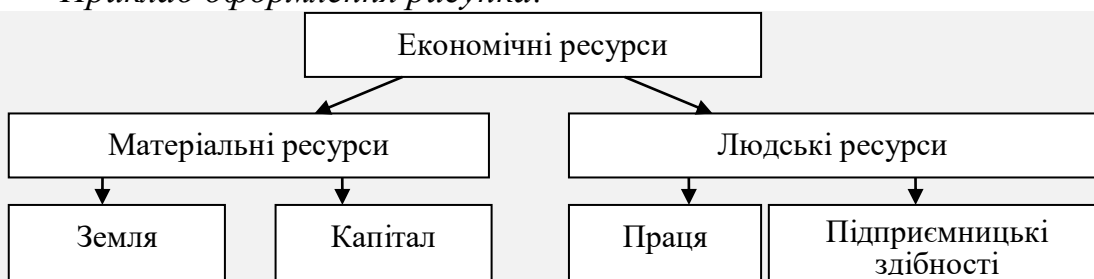 Приклад оформлення рисунка:
Економічні ресурси
Матеріальні ресурси
Людські ресурси
Земля
Капітал
Праця
Підприємницькі
здібності